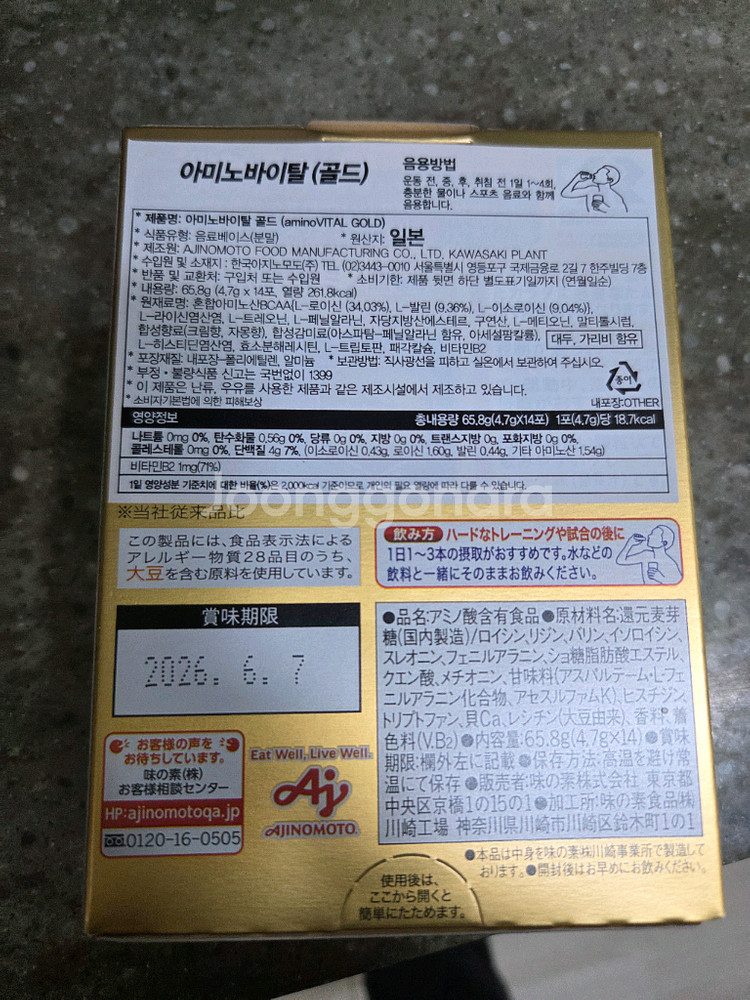 아미노바이탈 (골드)
음용방법
운동 전, 중, 후, 취침 전 1일 1~4회,
충분한 물이나 스포츠 음료와 함께
음용합니다.
* 제품명: 아미노바이탈 골드 (aminoVITAL GOLD)
* 식품유형: 음료베이스(분말) * 원산지: 일본
* 제조원: AJINOMOTO FOOD MANUFACTURING CO., LTD, KAWASAKI PLANT
* 수입원 및 소재지 : 한국아지노모도(주) TEL (02)3443-0010 서울특별시 영등포구 국제금융로 2길 7 한주빌딩 7층
* 반품 및 교환처: 구입처 또는 수입원 * 소비기한: 제품 뒷면 하단 별도표기일까지 (연월일순)
* 내용량: 65.8g (4.7g x 14포, 열량 261.8kcal)
* 원재료명: 혼합아미노산BCAA[L-로이신 (34.03%), L-발린 (9.36%), L-이소로이신 (9.04%)],
L-라이신염산염, L-트레오닌, L-페닐알라닌, 자당지방산에스테르, 구연산, L-메티오닌, 말티톨시럽,
합성향료(크림향, 자몽향), 합성감미료(아스파탐-페닐알라닌 함유, 아세설팜칼륨),
대두, 가리비 함유
L-히스티딘염산염, 효소분해레시틴, L-트립토판, 패각칼슘, 비타민B2
* 포장재질: 내포장-폴리에틸렌, 알미늄 * 보관방법: 직사광선을 피하고 실온에서 보관하여 주십시오.
* 부정·불량식품 신고는 국번없이 1399
* 이 제품은 난류, 우유를 사용한 제품과 같은 제조시설에서 제조하고 있습니다.
* 소비자기본법에 의한 피해보상
종이
내포장:OTHER
영양정보 총내용량 65.8g(4.7gX14포) 1포(4.7g)당 18.7kcal
나트륨 0mg 0%, 탄수화물 0.56g 0%, 당류 0g 0%, 지방 0g 0%, 트랜스지방 0g, 포화지방 0g 0%,
콜레스테롤 0mg 0%, 단백질 4g 7%, (이소로이신 0.43g, 로이신 1.60g, 발린 0.44g, 기타 아미노산 1.54g)
비타민B2 1mg(71%)
1일 영양성분 기준치에 대한 비율(%)은 2,000kcal 기준이므로 개인의 필요 열량에 따라 다를 수 있습니다.
loonggondra
※当社従来品比
この製品には、食品表示法による
アレルギー物質28品目のうち、
大豆を含む原料を使用しています。
飲み方 ハードなトレーニングや試合の後に
1日1〜3本の摂取がおすすめです。水などの
飲料と一緒にそのままお飲みください。
賞味期限
2026. 6. 7
●品名:アミノ酸含有食品●原材料名:還元麦芽
糖(国内製造)/ロイシン、リジン、バリン、イソロイシン、
スレオニン、フェニルアラニン、ショ糖脂肪酸エステル、
クエン酸、メチオニン、甘味料(アスパルテーム・L-フェ
ニルアラニン化合物、アセスルファムK)、ヒスチジン、
トリプトファン、貝Ca、レシチン(大豆由来)、香料、着
色料(V.B2)●内容量:65.8g(4.7g×14)●賞味
期限:欄外左に記載●保存方法:高温を避け常
温にて保存●販売者:味の素株式会社 東京都
中央区京橋1の15の1●加工所:味の素食品㈱
川崎工場 神奈川県川崎市川崎区鈴木町1の1
お客様の声を
お待ちしています。
味の素(株)
お客様相談センター
HP:ajinomotoqa.jp
0120-16-0505
Eat Well, Live Well.
Aj
AJINOMOTO.
●本品は中身を味の素㈱川崎事業所で製造して
おります。●開封後はお早めにお飲みください。
使用後は、
ここから開くと
簡単にたためます。